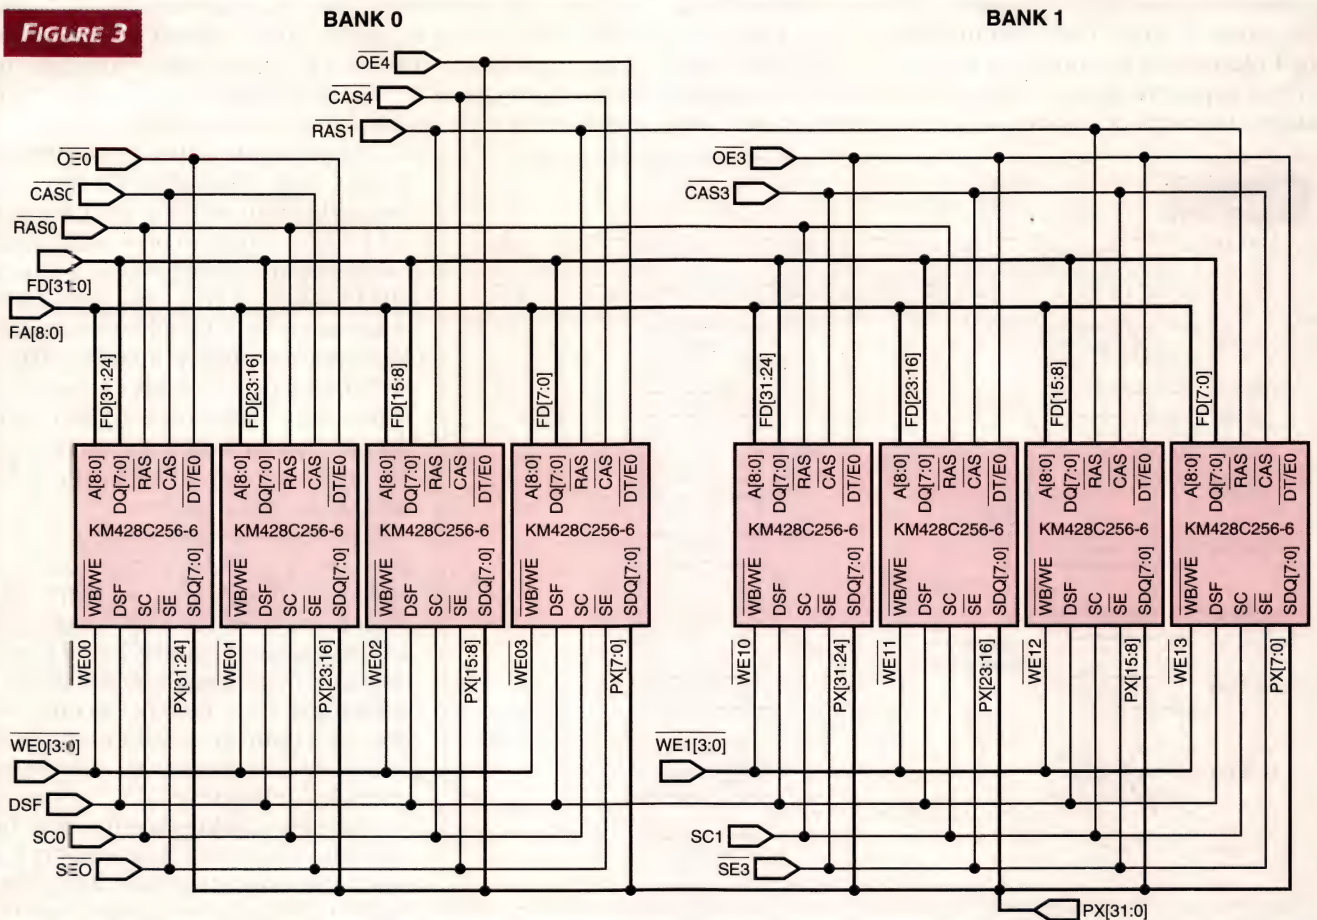 FIGURE 3
BANK 0
BANK 1
OE4
CAS4
RAS1
OE0
CAS0
RAS0
FD[31:0]
FA[8:0]
OE3
CAS3
FD[31:24]
FD[23:16]
FD[15:8]
FD[7:0]
FD[31:24]
FD[23:16]
FD[15:8]
FD[7:0]
A[8:0] DQ[7:0] RAS CAS DT/E0
KM428C256-6
WB/WE DSF SC SE SDQ[7:0]
A[8:0] DQ[7:0] RAS CAS DT/E0
KM428C256-6
WB/WE DSF SC SE SDQ[7:0]
A[8:0] DQ[7:0] RAS CAS DT/E0
KM428C256-6
WB/WE DSF SC SE SDQ[7:0]
A[8:0] DQ[7:0] RAS CAS DT/E0
KM428C256-6
WB/WE DSF SC SE SDQ[7:0]
A[8:0] DQ[7:0] RAS CAS DT/E0
KM428C256-6
WB/WE DSF SC SE SDQ[7:0]
A[8:0] DQ[7:0] RAS CAS DT/E0
KM428C256-6
WB/WE DSF SC SE SDQ[7:0]
A[8:0] DQ[7:0] RAS CAS DT/E0
KM428C256-6
WB/WE DSF SC SE SDQ[7:0]
A[8:0] DQ[7:0] RAS CAS DT/E0
KM428C256-6
WB/WE DSF SC SE SDQ[7:0]
WE00
PX[31:24]
WE01
PX[23:16]
WE02
PX[15:8]
WE03
PX[7:0]
WE10
PX[31:24]
WE11
PX[23:16]
WE12
PX[15:8]
WE13
PX[7:0]
WE0[3:0]
DSF
SC0
SE0
WE1[3:0]
SC1
SE3
PX[31:0]